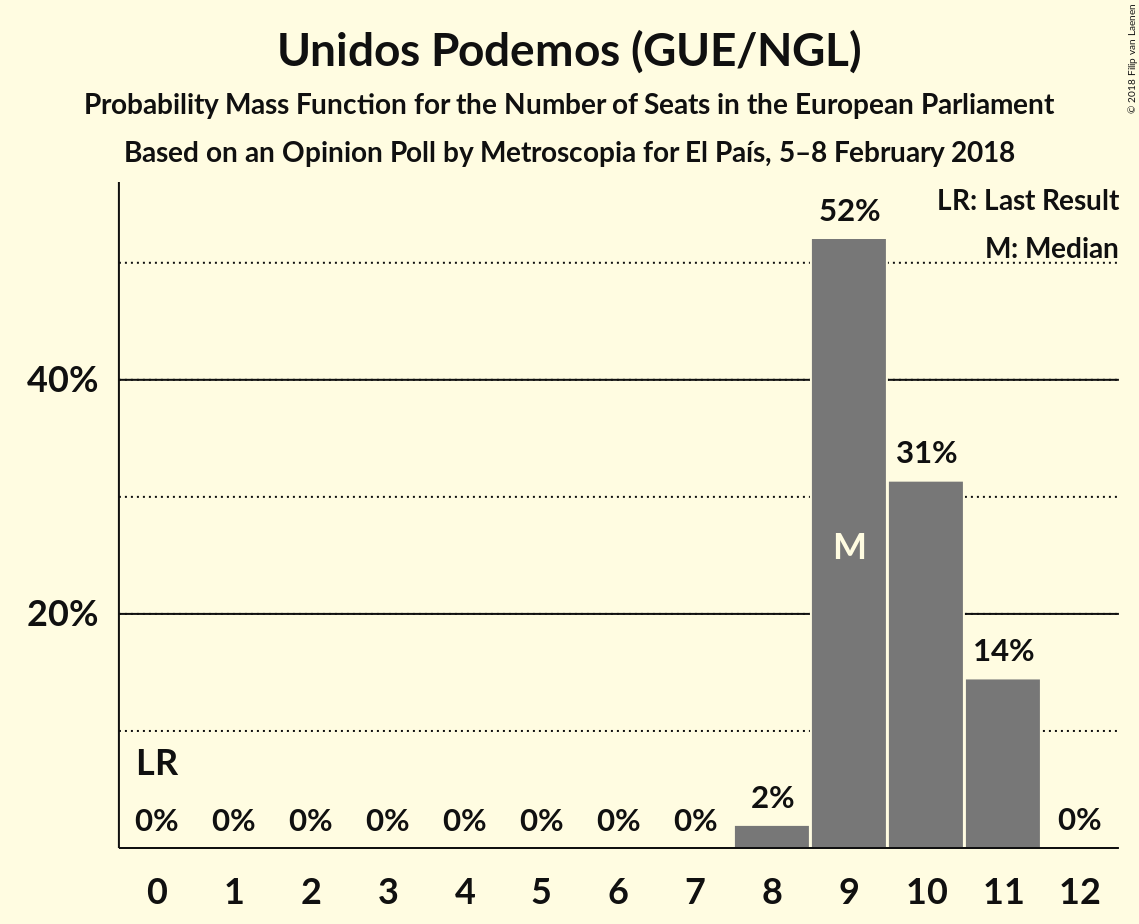 Unidos Podemos (GUE/NGL)
Probability Mass Function for the Number of Seats in the European Parliament
Based on an Opinion Poll by Metroscopia for El País, 5–8 February 2018
© 2018 Filip van Laenen
LR: Last Result
M: Median
52%
40%
31%
M
20%
14%
LR
0% 0% 0% 0% 0% 0% 0% 0% 2% 0%
0 1 2 3 4 5 6 7 8 9 10 11 12